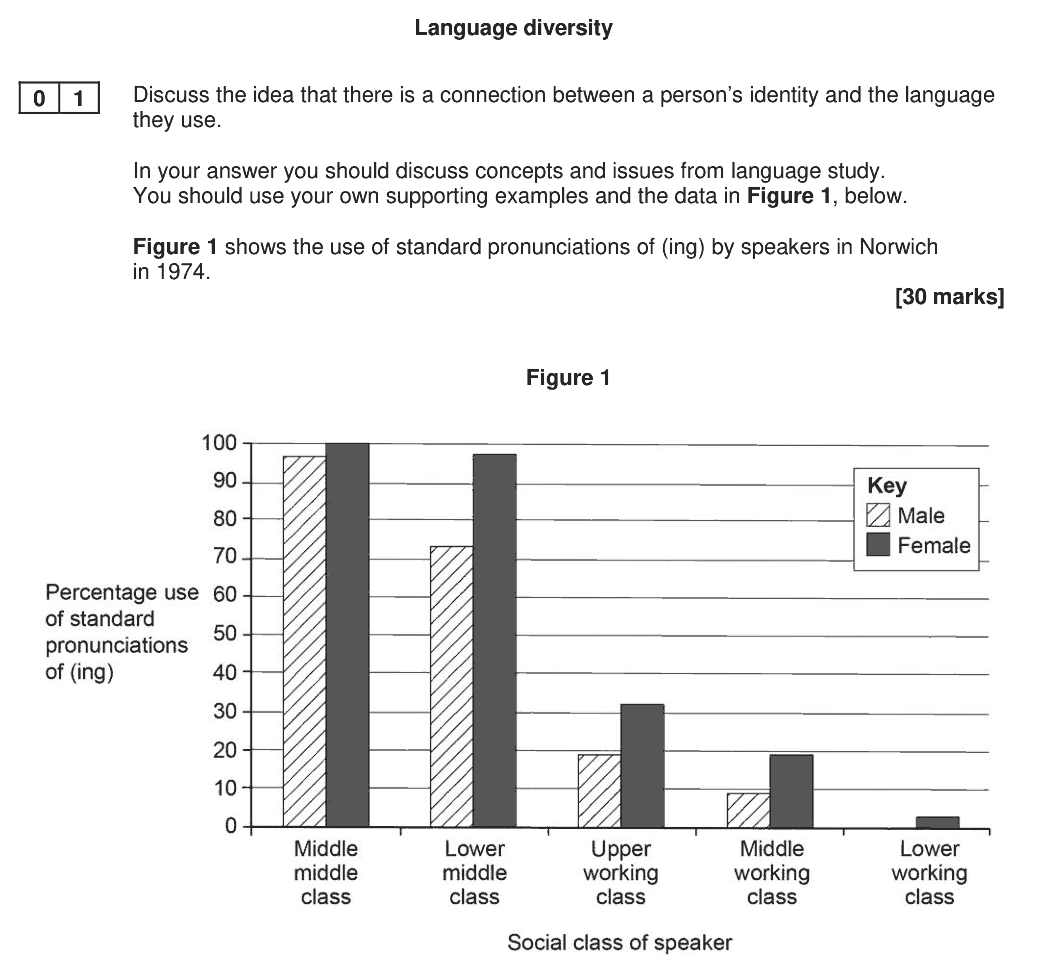 Language diversity
0 1
Discuss the idea that there is a connection between a person's identity and the language
they use.
In your answer you should discuss concepts and issues from language study.
You should use your own supporting examples and the data in Figure 1, below.
Figure 1 shows the use of standard pronunciations of (ing) by speakers in Norwich
in 1974.
[30 marks]
Figure 1
Percentage use
of standard
pronunciations
of (ing)
100
90
80
70
60
50
40
30
20
10
0
Key
Male
Female
Middle
middle
class
Lower
middle
class
Upper
working
class
Middle
working
class
Lower
working
class
Social class of speaker